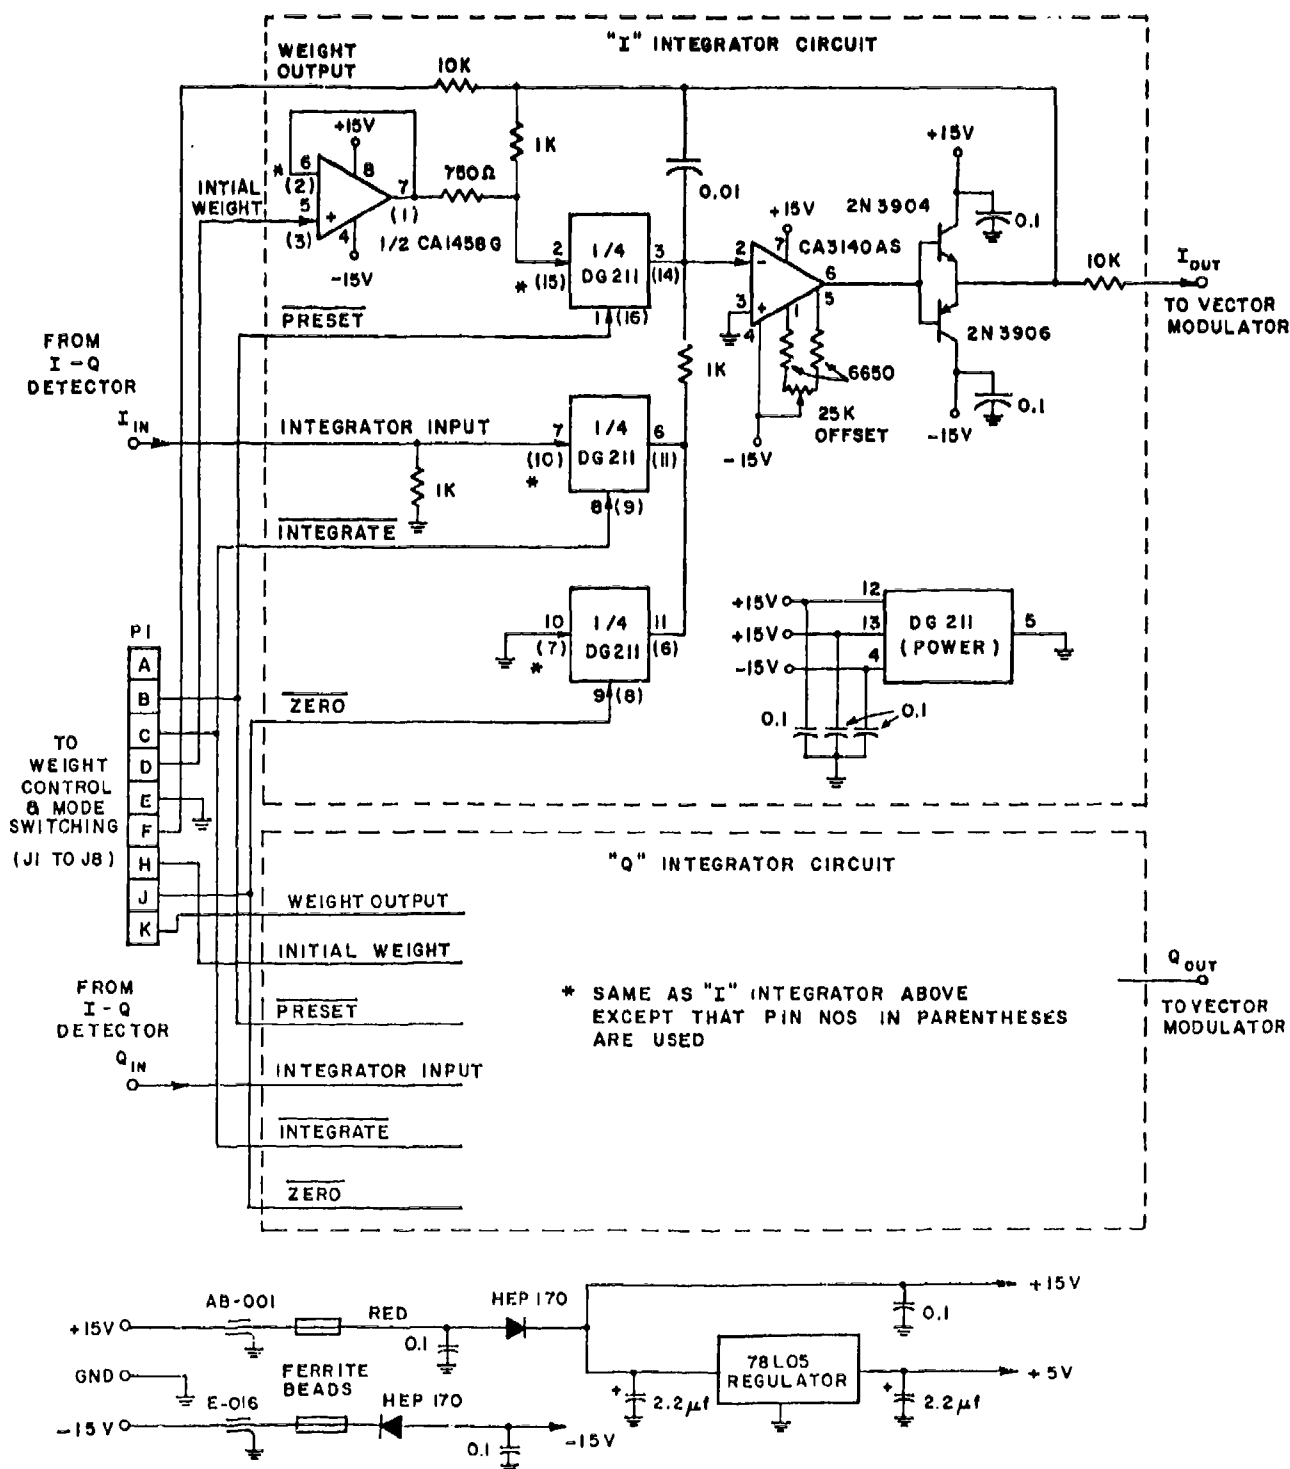 "I" INTEGRATOR CIRCUIT
WEIGHT
OUTPUT
10K
+15V
1K
0.01
6
*
(2)
8
7
(1)
750Ω
INTIAL
WEIGHT
5
+
(3)
4
-15V
1/2 CA1458G
2
* (15)
1/4
DG211
3
(14)
1 (16)
PRESET
2
-
+15V
7
CA3140AS
3
+
4
6
5
1
6650
25K
OFFSET
-15V
2N3904
+15V
0.1
2N3906
0.1
-15V
10K
I OUT
TO VECTOR
MODULATOR
FROM
I-Q
DETECTOR
I IN
INTEGRATOR INPUT
1K
7
(10)
*
1/4
DG211
6
(11)
8 (9)
1K
INTEGRATE
10
(7)
*
1/4
DG211
11
(6)
9 (8)
ZERO
+15V
12
+15V
13
-15V
4
DG211
(POWER)
5
0.1
0.1
P1
A
B
C
D
E
F
H
J
K
TO
WEIGHT
CONTROL
& MODE
SWITCHING
(J1 TO J8)
"Q" INTEGRATOR CIRCUIT
WEIGHT OUTPUT
INITIAL WEIGHT
PRESET
INTEGRATOR INPUT
INTEGRATE
ZERO
FROM
I-Q
DETECTOR
Q IN
* SAME AS "I" INTEGRATOR ABOVE
EXCEPT THAT PIN NOS IN PARENTHESES
ARE USED
Q OUT
TO VECTOR
MODULATOR
+15V
AB-001
RED
0.1
HEP 170
0.1
+15V
GND
FERRITE
BEADS
+
2.2μf
78L05
REGULATOR
+
2.2μf
+5V
-15V
E-016
HEP 170
0.1
-15V